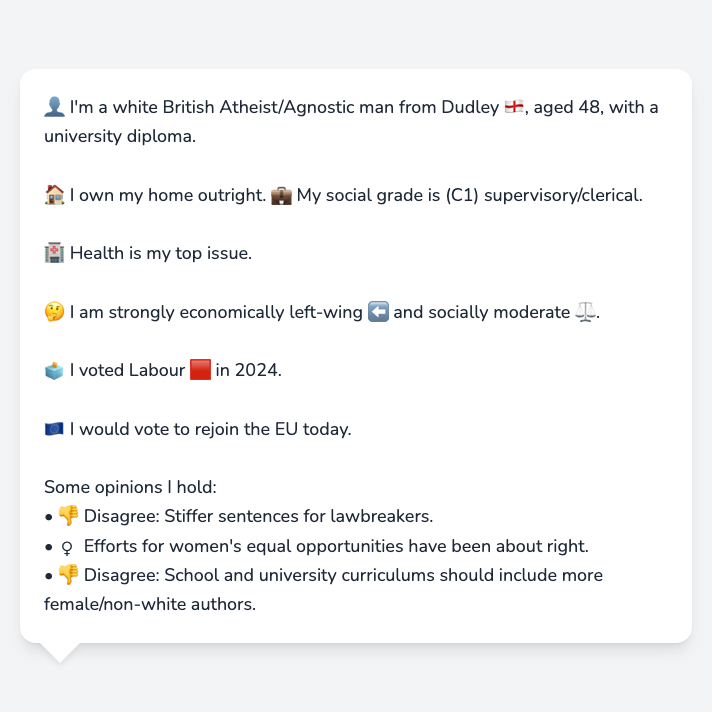 👤 I'm a white British Atheist/Agnostic man from Dudley 🏴󠁧󠁢󠁥󠁮󠁧󠁿, aged 48, with a
university diploma.
🏠 I own my home outright. 💼 My social grade is (C1) supervisory/clerical.
🏥 Health is my top issue.
🤔 I am strongly economically left-wing ⬅️ and socially moderate ⚖️.
🗳️ I voted Labour 🟥 in 2024.
🇪🇺 I would vote to rejoin the EU today.
Some opinions I hold:
• 👎 Disagree: Stiffer sentences for lawbreakers.
• ♀ Efforts for women's equal opportunities have been about right.
• 👎 Disagree: School and university curriculums should include more
female/non-white authors.